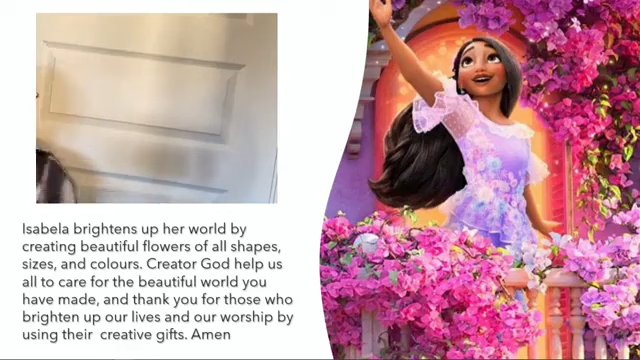 Isabela brightens up her world by
creating beautiful flowers of all shapes,
sizes, and colours. Creator God help us
all to care for the beautiful world you
have made, and thank you for those who
brighten up our lives and our worship by
using their  creative gifts. Amen